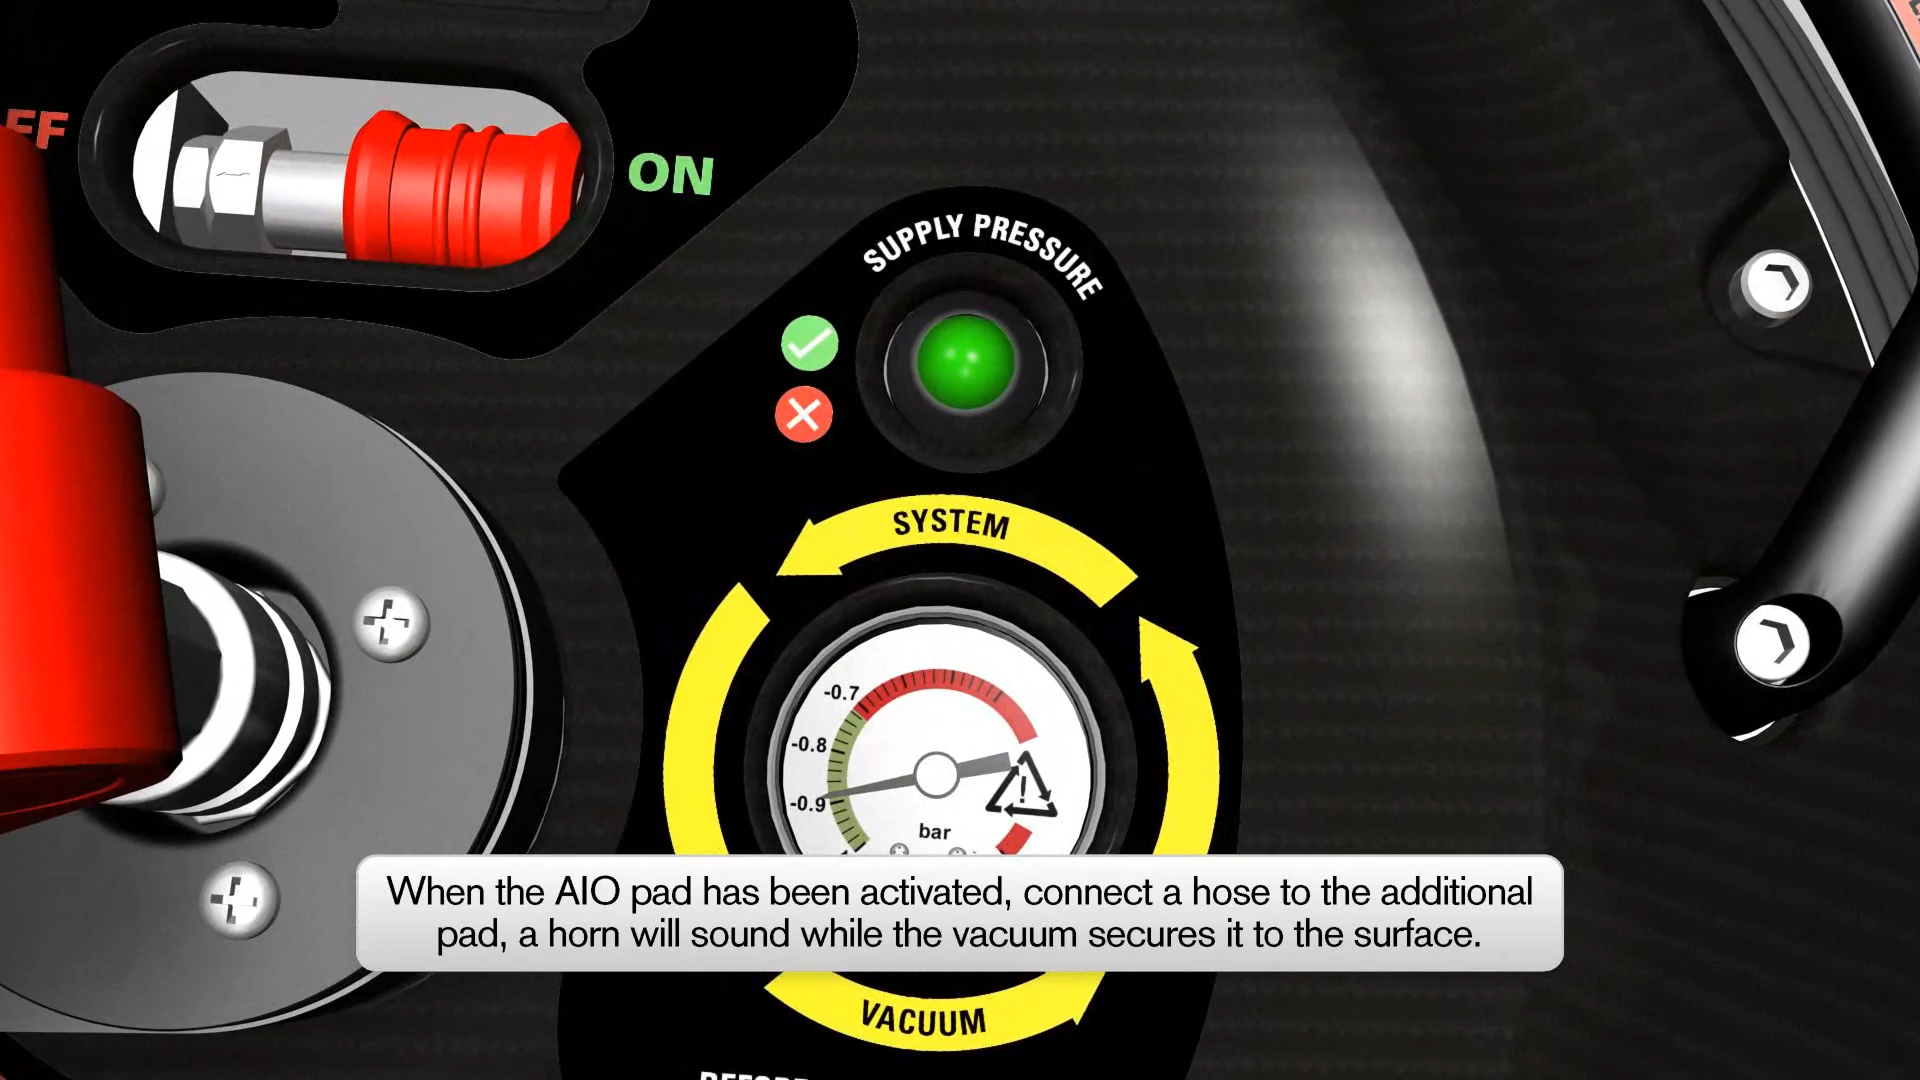 FF
ON
SUPPLY PRESSURE
SYSTEM
-0.7
-0.8
-0.9
!
bar
When the AIO pad has been activated, connect a hose to the additional
pad, a horn will sound while the vacuum secures it to the surface.
VACUUM